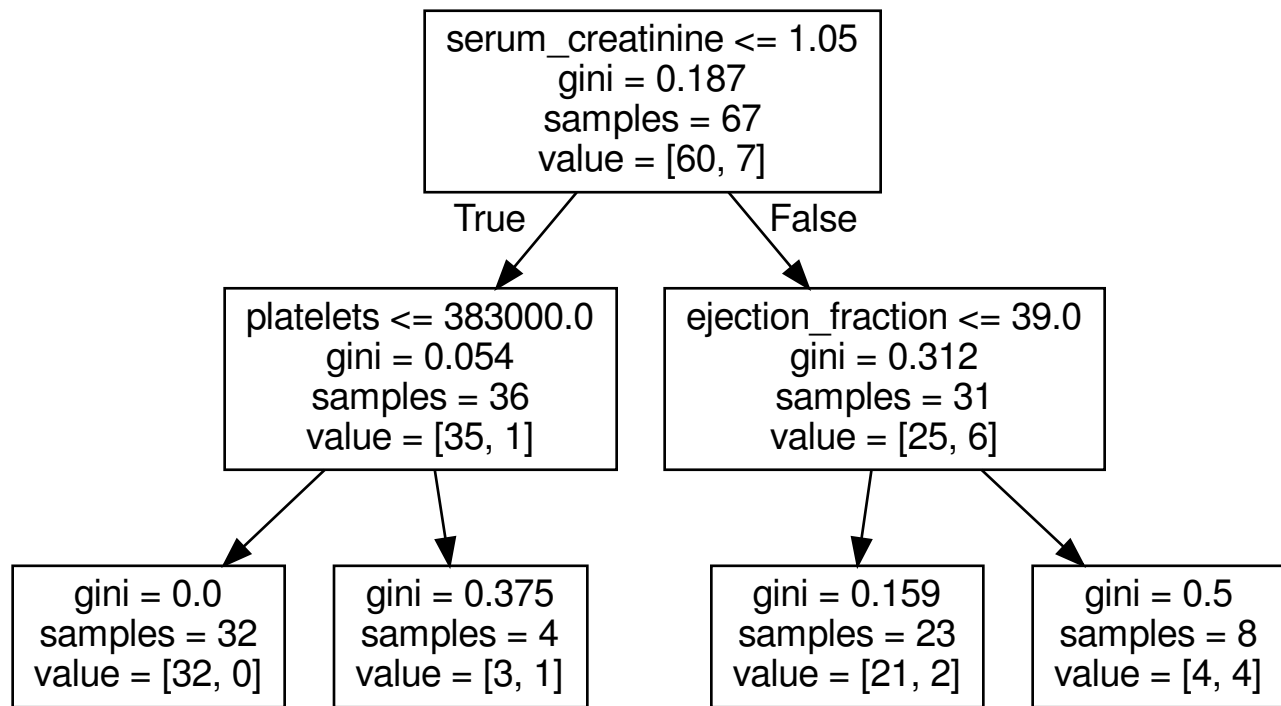 serum_creatinine <= 1.05
gini = 0.187
samples = 67
value = [60, 7]
True
False
platelets <= 383000.0
gini = 0.054
samples = 36
value = [35, 1]
ejection_fraction <= 39.0
gini = 0.312
samples = 31
value = [25, 6]
gini = 0.0
samples = 32
value = [32, 0]
gini = 0.375
samples = 4
value = [3, 1]
gini = 0.159
samples = 23
value = [21, 2]
gini = 0.5
samples = 8
value = [4, 4]